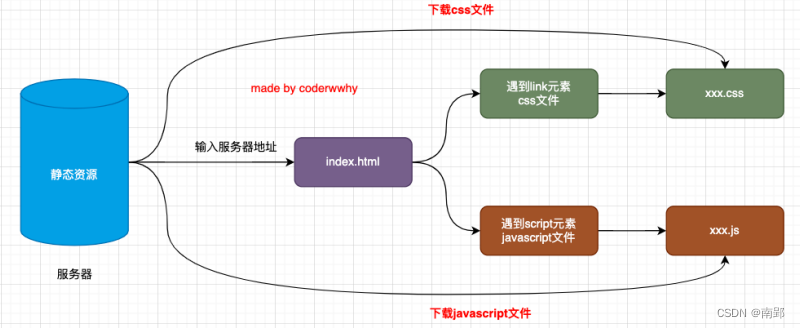 下载css文件
made by coderwwhy
遇到link元素
css文件
xxx.css
静态资源
输入服务器地址
index.html
遇到script元素
javascript文件
xxx.js
服务器
下载javascript文件
CSDN @南郢